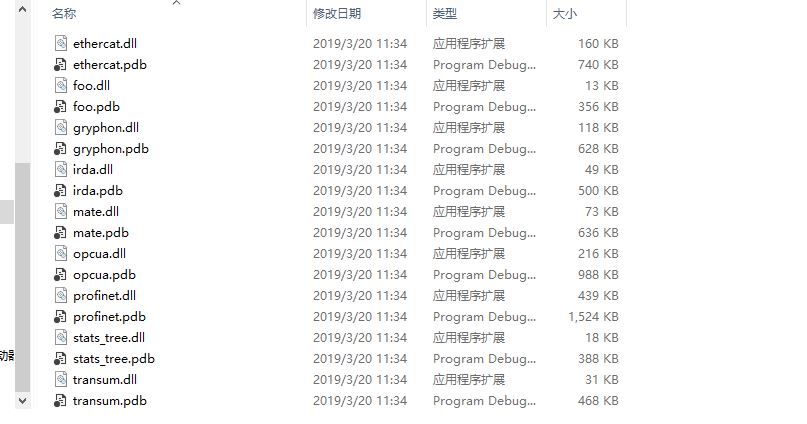 名称 修改日期 类型 大小
ethercat.dll 2019/3/20 11:34 应用程序扩展 160 KB
ethercat.pdb 2019/3/20 11:34 Program Debug... 740 KB
foo.dll 2019/3/20 11:34 应用程序扩展 13 KB
foo.pdb 2019/3/20 11:34 Program Debug... 356 KB
gryphon.dll 2019/3/20 11:34 应用程序扩展 118 KB
gryphon.pdb 2019/3/20 11:34 Program Debug... 628 KB
irda.dll 2019/3/20 11:34 应用程序扩展 49 KB
irda.pdb 2019/3/20 11:34 Program Debug... 500 KB
mate.dll 2019/3/20 11:34 应用程序扩展 73 KB
mate.pdb 2019/3/20 11:34 Program Debug... 636 KB
opcua.dll 2019/3/20 11:34 应用程序扩展 216 KB
opcua.pdb 2019/3/20 11:34 Program Debug... 988 KB
profinet.dll 2019/3/20 11:34 应用程序扩展 439 KB
profinet.pdb 2019/3/20 11:34 Program Debug... 1,524 KB
stats_tree.dll 2019/3/20 11:34 应用程序扩展 18 KB
stats_tree.pdb 2019/3/20 11:34 Program Debug... 388 KB
transum.dll 2019/3/20 11:34 应用程序扩展 31 KB
transum.pdb 2019/3/20 11:34 Program Debug... 468 KB